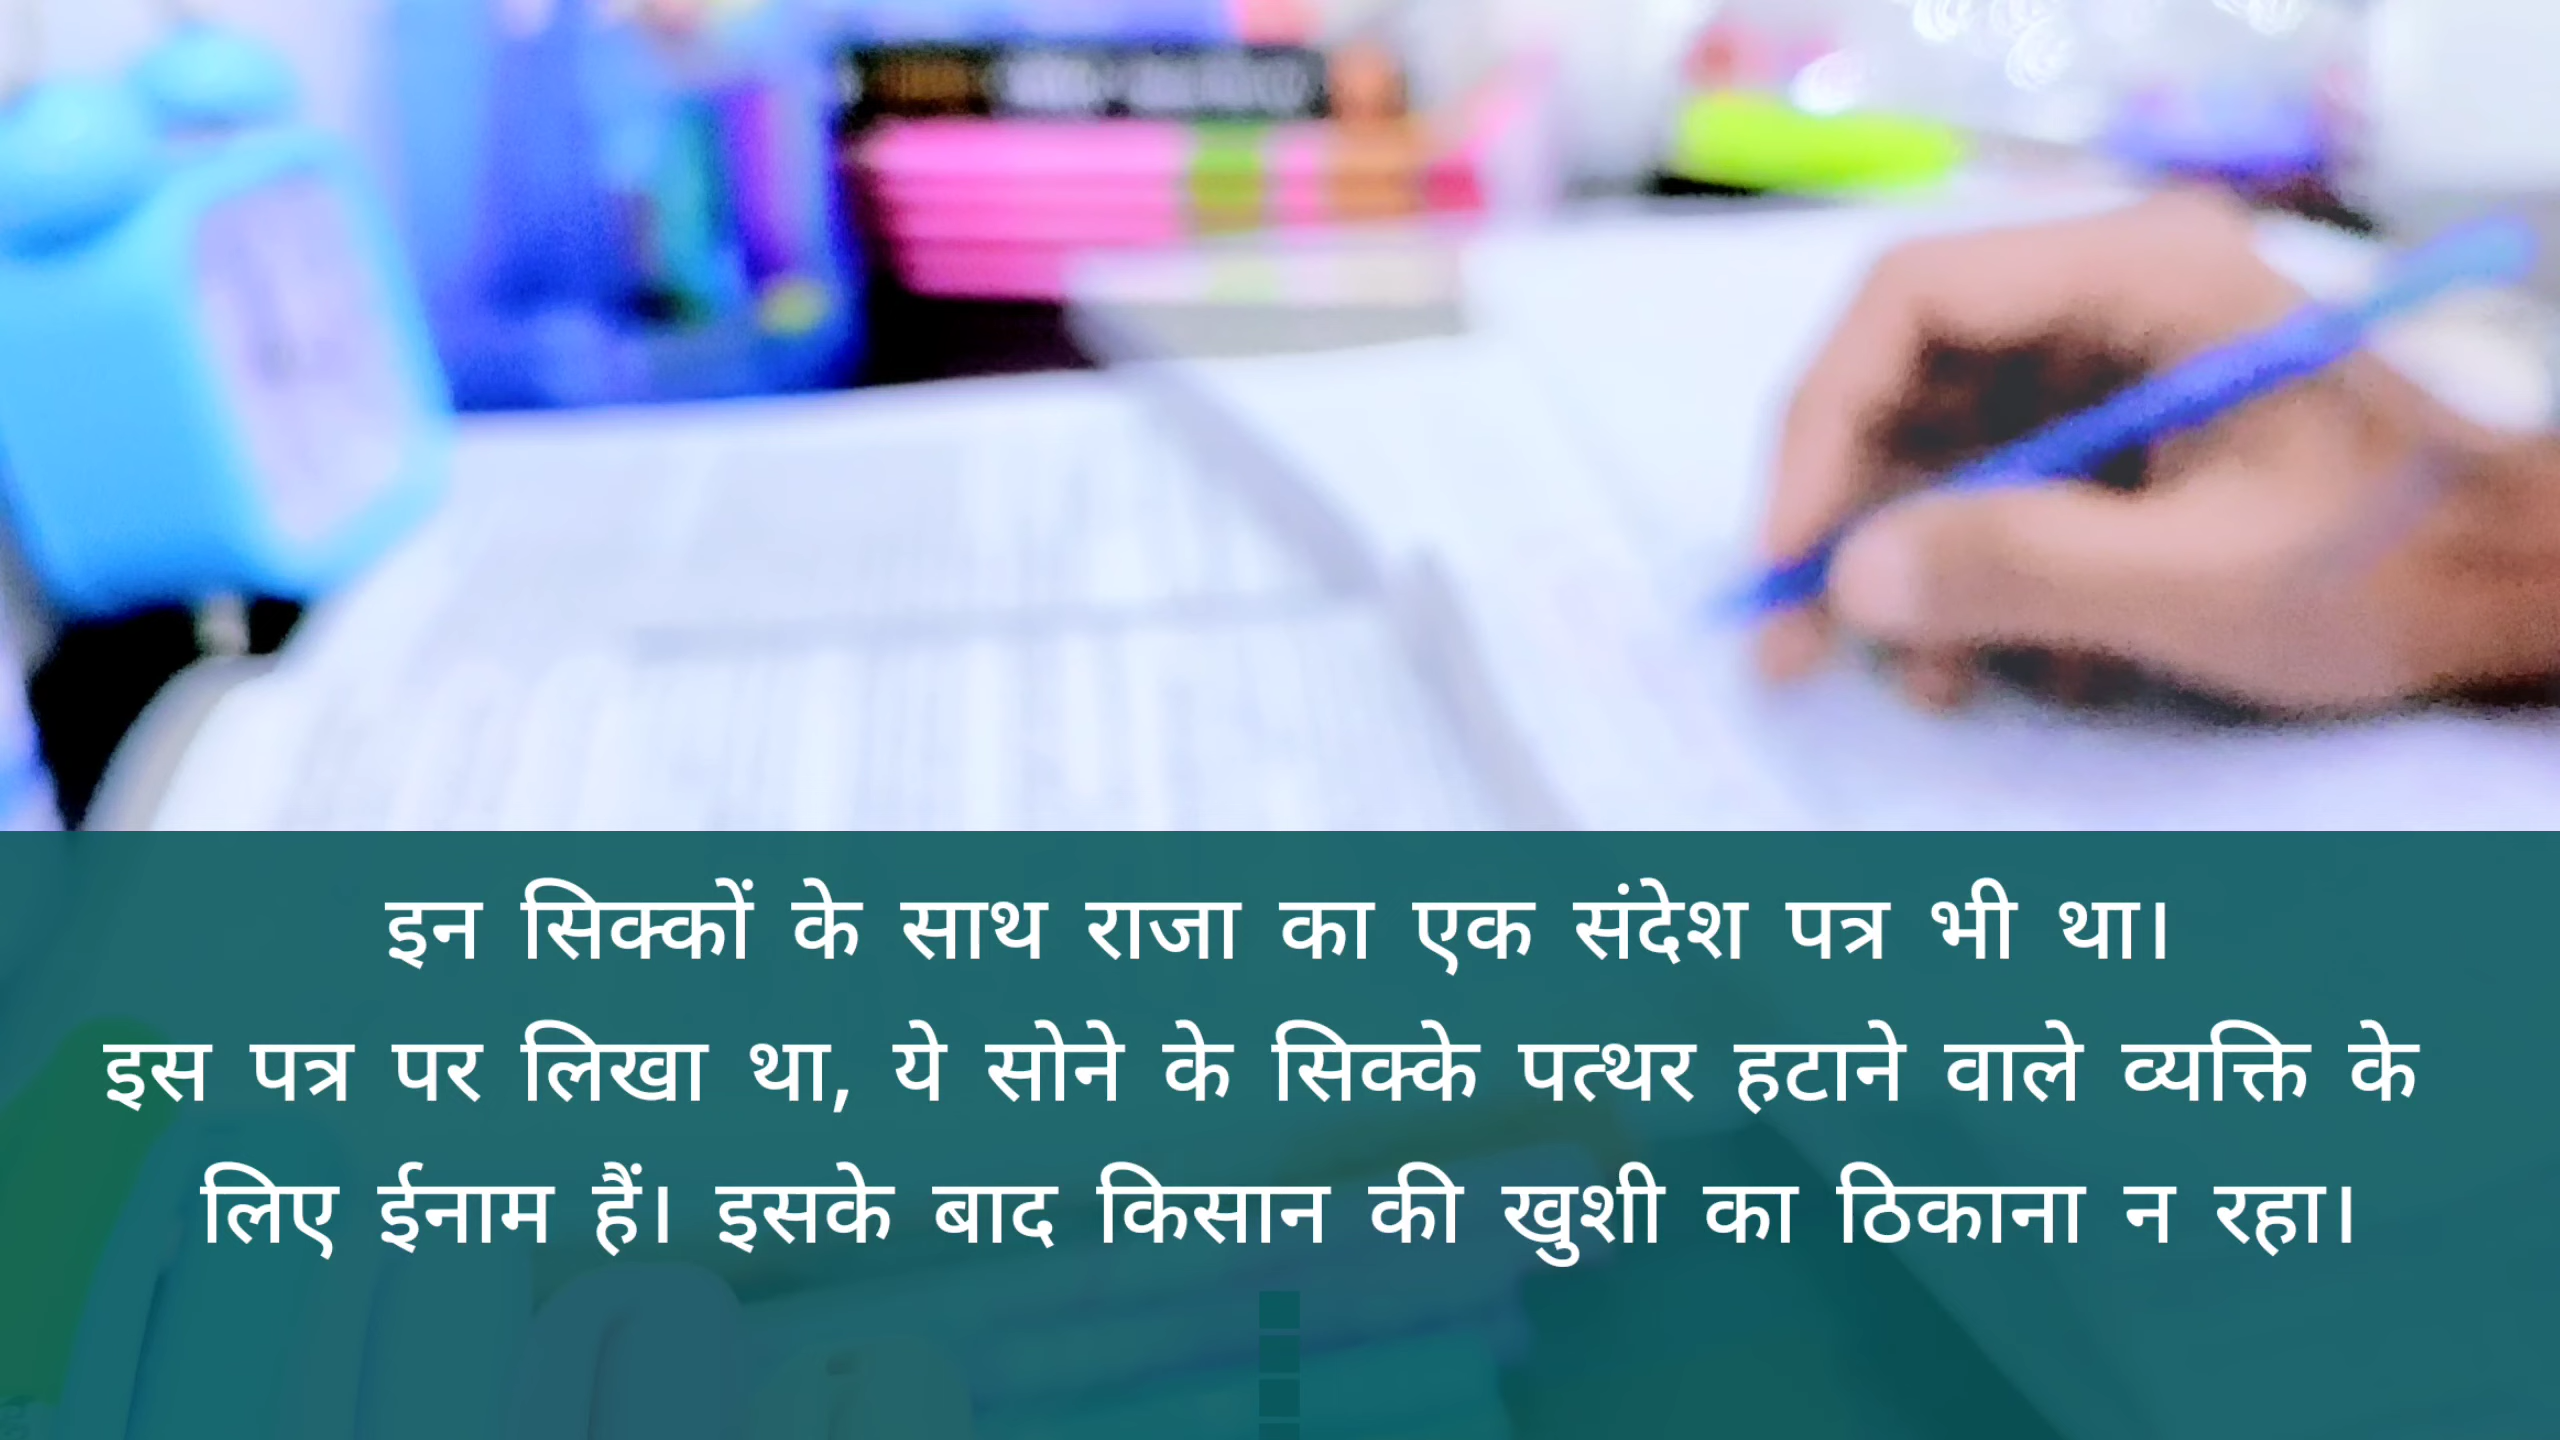 इन सिक्कों के साथ राजा का एक संदेश पत्र भी था।
इस पत्र पर लिखा था, ये सोने के सिक्के पत्थर हटाने वाले व्यक्ति के
लिए ईनाम हैं। इसके बाद किसान की खुशी का ठिकाना न रहा।